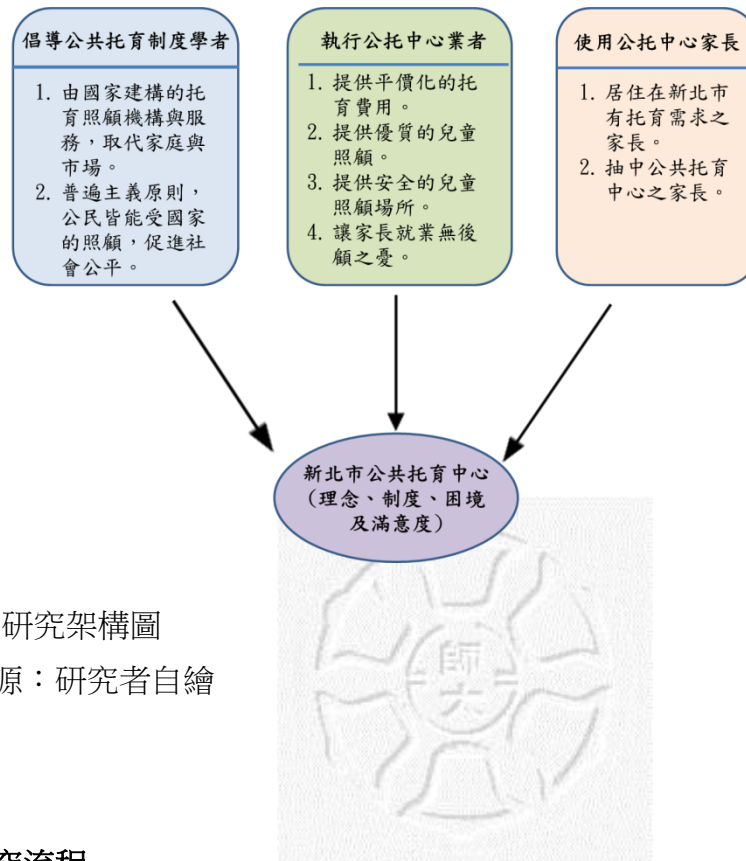 倡導公共托育制度學者
1. 由國家建構的托
育照顧機構與服
務，取代家庭與
市場。
2. 普遍主義原則，
公民皆能受國家
的照顧，促進社
會公平。
執行公托中心業者
1. 提供平價化的托
育費用。
2. 提供優質的兒童
照顧。
3. 提供安全的兒童
照顧場所。
4. 讓家長就業無後
顧之憂。
使用公托中心家長
1. 居住在新北市
有托育需求之
家長。
2. 抽中公共托育
中心之家長。
新北市公共托育中心
(理念、制度、困境
及滿意度)
師大
研究架構圖
源：研究者自繪
究流程